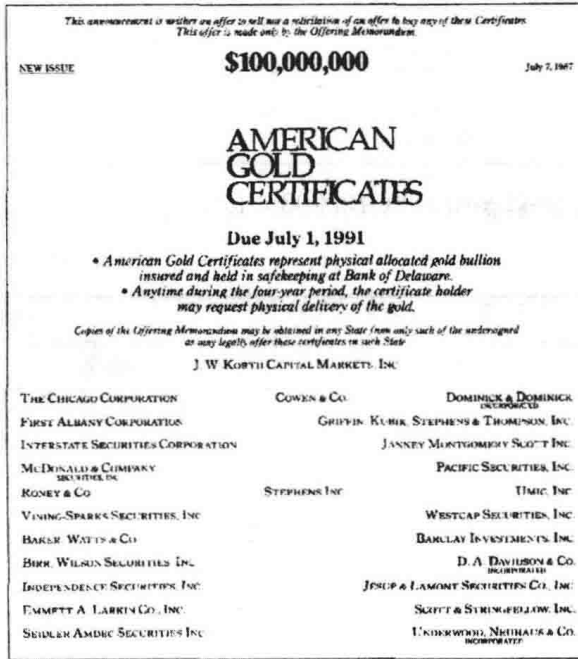 This announcement is neither an offer to sell nor a solicitation of an offer to buy any of these Certificates.
This offer is made only by the Offering Memorandum.
NEW ISSUE $100,000,000 July 7, 1987
AMERICAN
GOLD
CERTIFICATES
Due July 1, 1991
• American Gold Certificates represent physical allocated gold bullion
insured and held in safekeeping at Bank of Delaware.
• Anytime during the four-year period, the certificate holder
may request physical delivery of the gold.
Copies of the Offering Memorandum may be obtained in any State from only such of the undersigned
as may legally offer these certificates in such State
J. W. KORTH CAPITAL MARKETS, INC
THE CHICAGO CORPORATION COWEN & CO. DOMINICK & DOMINICK
INCORPORATED
FIRST ALBANY CORPORATION GRIFFIN, KUBIK, STEPHENS & THOMPSON, INC.
INTERSTATE SECURITIES CORPORATION JANNEY MONTGOMERY SCOTT INC.
MCDONALD & COMPANY PACIFIC SECURITIES, INC.
SECURITIES, INC
RONEY & CO STEPHENS INC UMIC, INC
VINING-SPARKS SECURITIES, INC WESTCAP SECURITIES, INC.
BAKER, WATTS & CO BARCLAY INVESTMENTS, INC
BIRR, WILSON SECURITIES, INC D. A. DAVIDSON & CO.
INCORPORATED
INDEPENDENCE SECURITIES, INC JESUP & LAMONT SECURITIES CO., INC
EMMETT A. LARKIN CO., INC. SCOTT & STRINGFELLOW, INC.
SEIDLER AMDEC SECURITIES INC UNDERWOOD, NEUHAUS & CO.
INCORPORATED